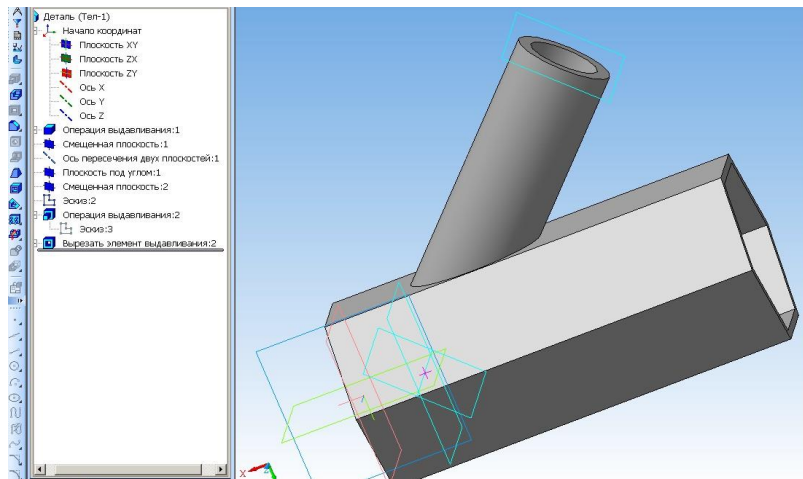 Деталь (Тел-1)
Начало координат
Плоскость XY
Плоскость ZX
Плоскость ZY
Ось X
Ось Y
Ось Z
Операция выдавливания:1
Смещенная плоскость:1
Ось пересечения двух плоскостей:1
Плоскость под углом:1
Смещенная плоскость:2
Эскиз:2
Операция выдавливания:2
Эскиз:3
Вырезать элемент выдавливания:2
X
Z